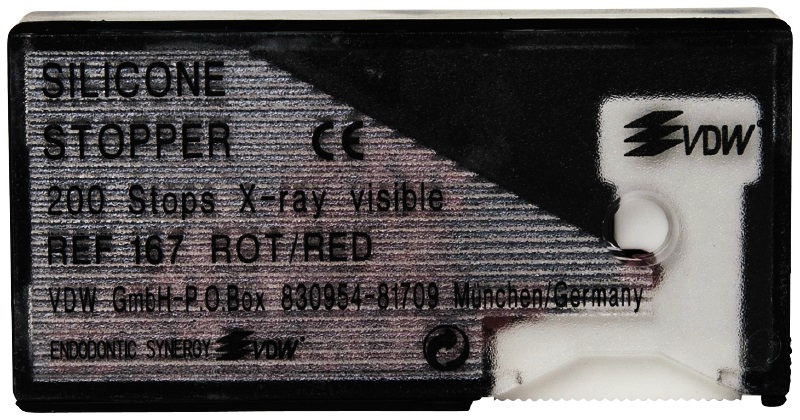 SILICONE
STOPPER CE
VDW
200 Stops X-ray visible
REF 167 ROT/RED
VDW GmbH-P.O.Box 830954-81709 München/Germany
ENDODONTIC SYNERGY VDW